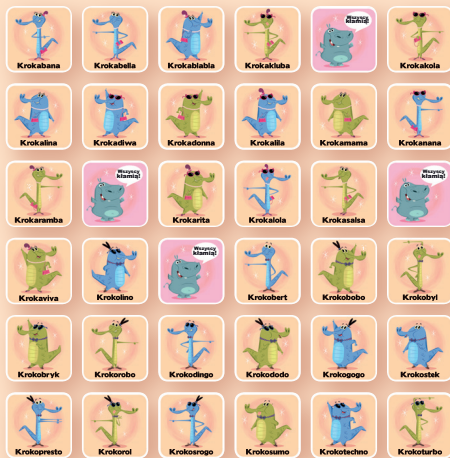 Krokabana
Krokabella
Krokablabla
Krokakluba
Wszyscy
kłamią!
Krokakola
Krokalina
Krokadiwa
Krokadonna
Krokalila
Krokamama
Krokanana
Krokaramba
Wszyscy
kłamią!
Krokarita
Krokalola
Krokasalsa
Wszyscy
kłamią!
Krokaviva
Krokolino
Wszyscy
kłamią!
Krokobert
Krokobobo
Krokobyl
Krokobryk
Krokorobo
Krokodingo
Krokododo
Krokogogo
Krokostek
Krokopresto
Krokorol
Krokosrogo
Krokosumo
Krokotechno
Krokoturbo